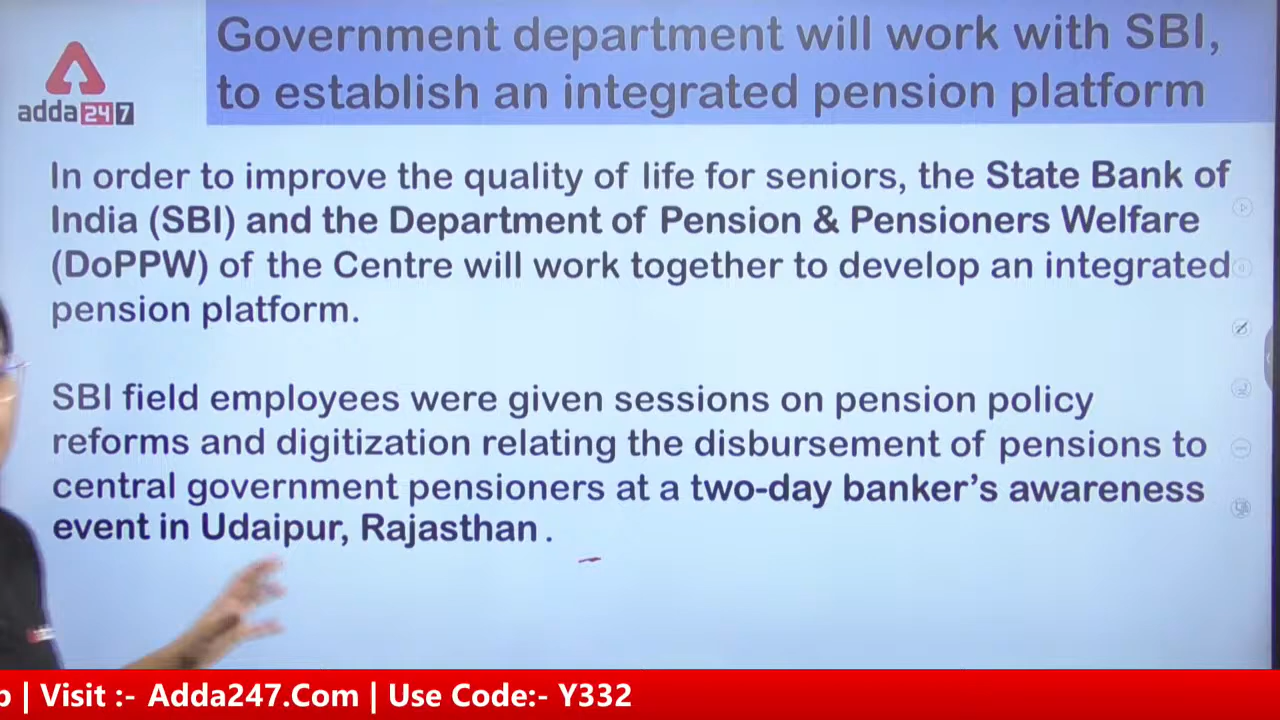 Government department will work with SBI,
to establish an integrated pension platform
adda247
In order to improve the quality of life for seniors, the State Bank of
India (SBI) and the Department of Pension & Pensioners Welfare
(DoPPW) of the Centre will work together to develop an integrated
pension platform.
SBI field employees were given sessions on pension policy
reforms and digitization relating the disbursement of pensions to
central government pensioners at a two-day banker's awareness
event in Udaipur, Rajasthan .
p | Visit :- Adda247.Com | Use Code:- Y332